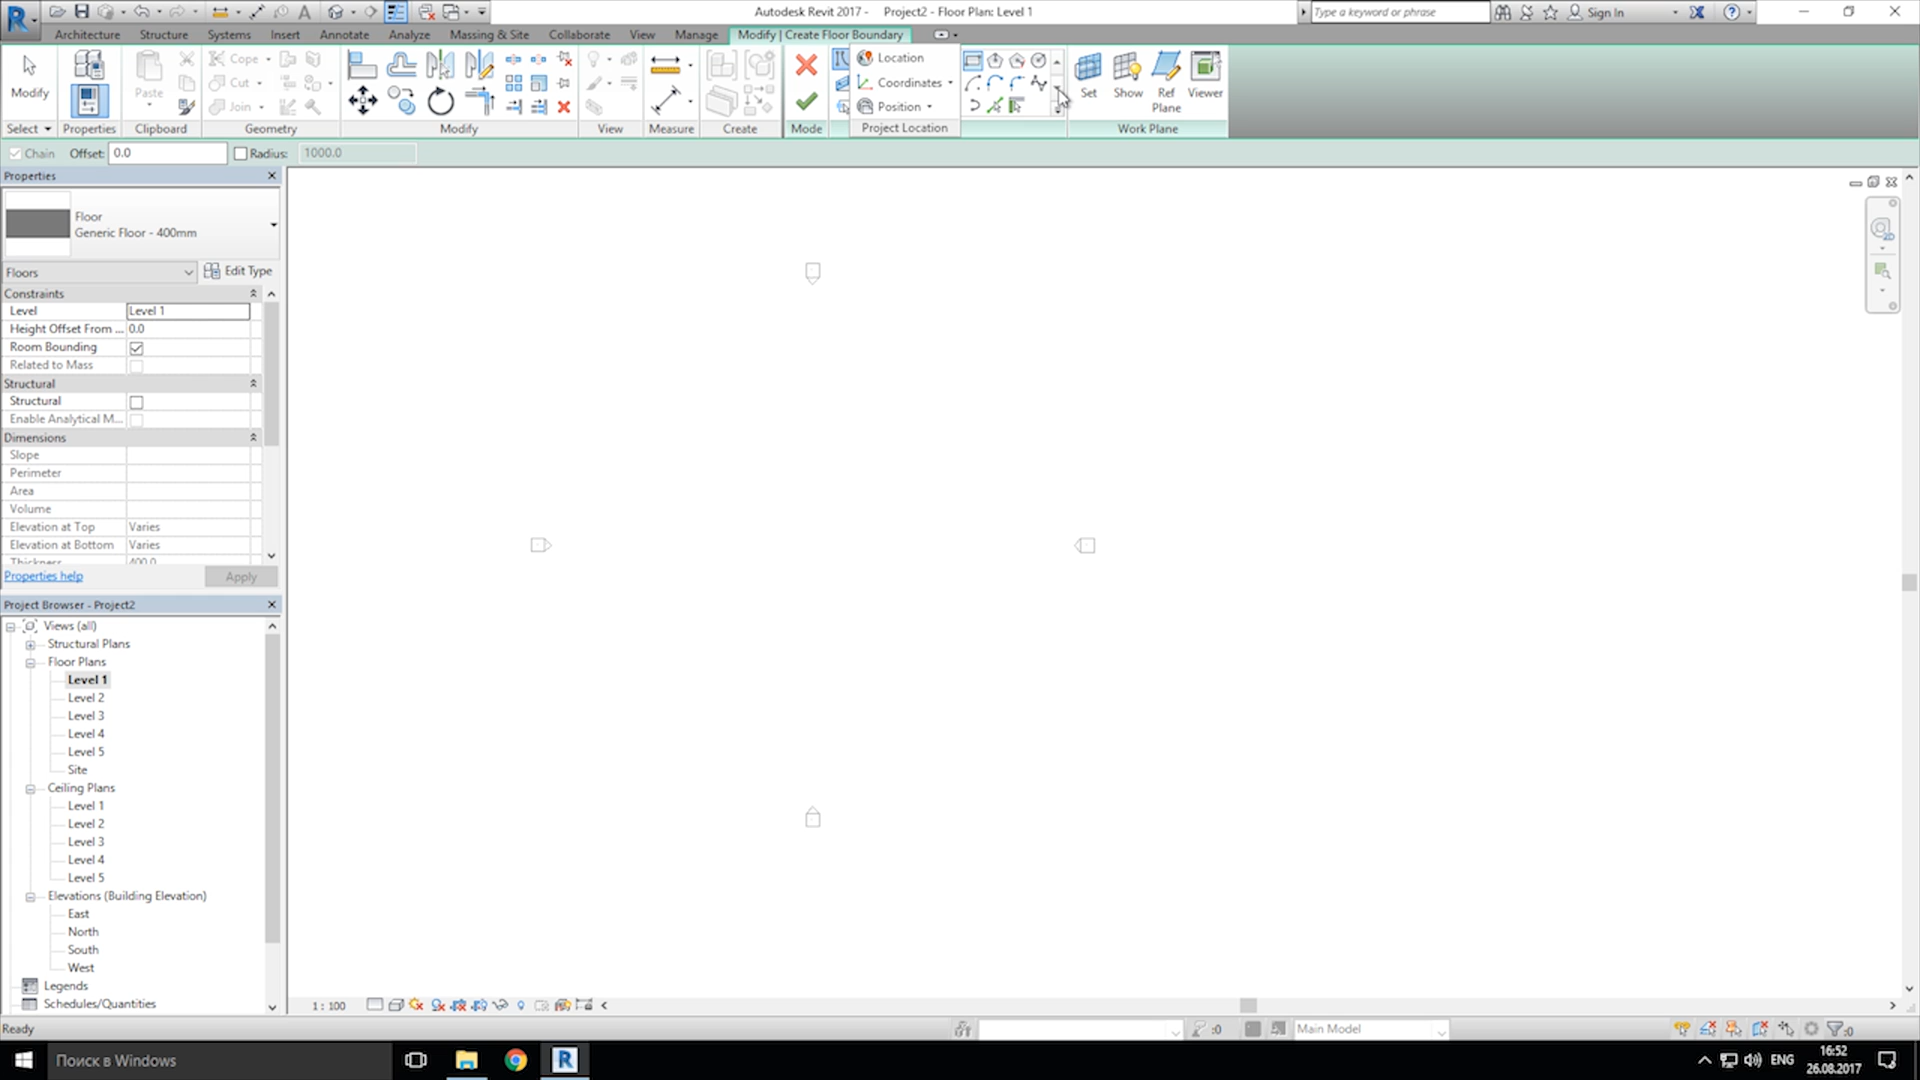 Autodesk Revit 2017 - Project2 - Floor Plan: Level 1
Type a keyword or phrase
Sign In
Architecture Structure Systems Insert Annotate Analyze Massing & Site Collaborate View Manage Modify | Create Floor Boundary
Modify
Paste
Cope
Cut
Join
Location
Coordinates
Position
Project Location
Set Show Ref Plane Viewer
Select Properties Clipboard Geometry Modify View Measure Create Mode Work Plane
Chain Offset: 0.0 Radius: 1000.0
Properties
Floor
Generic Floor - 400mm
Floors Edit Type
Constraints
Level Level 1
Height Offset From ... 0.0
Room Bounding
Related to Mass
Structural
Structural
Enable Analytical M...
Dimensions
Slope
Perimeter
Area
Volume
Elevation at Top Varies
Elevation at Bottom Varies
Thickness 400.0
Properties help Apply
Project Browser - Project2
Views (all)
Structural Plans
Floor Plans
Level 1
Level 2
Level 3
Level 4
Level 5
Site
Ceiling Plans
Level 1
Level 2
Level 3
Level 4
Level 5
Elevations (Building Elevation)
East
North
South
West
Legends
Schedules/Quantities
1 : 100
Ready
:0
Main Model
:0
Поиск в Windows
ENG
16:52
26.08.2017